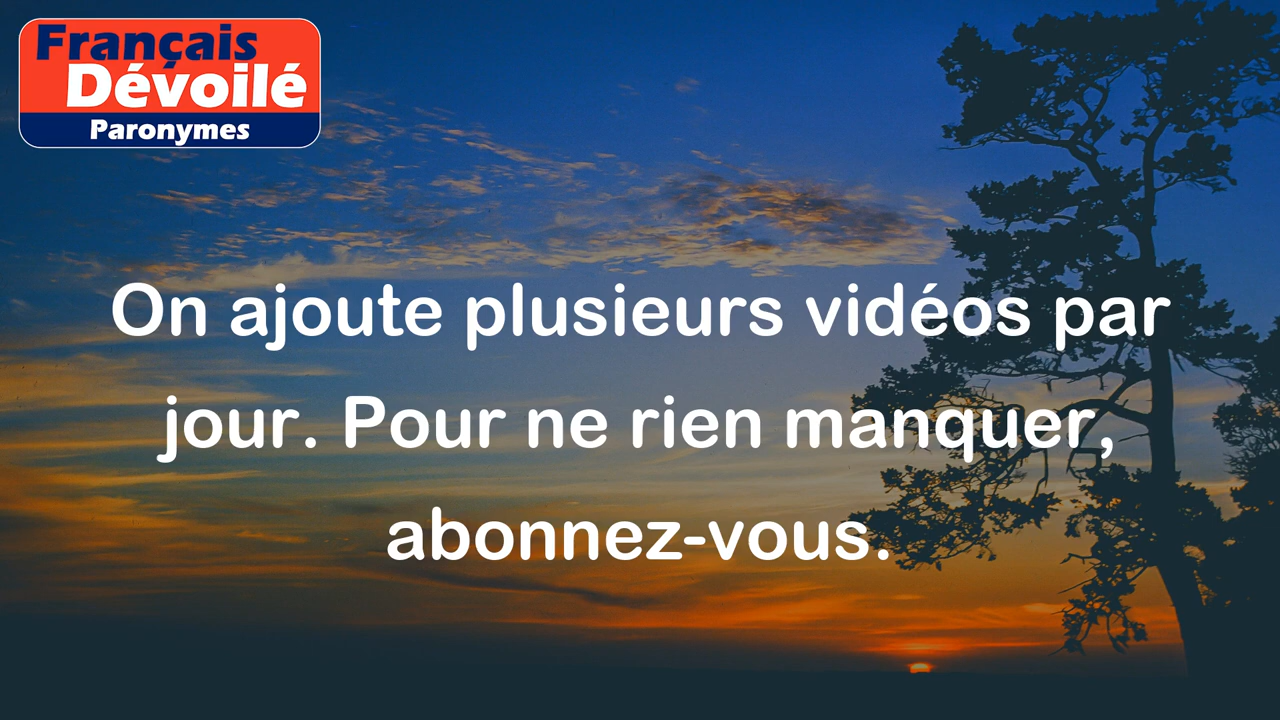 Français
Dévoilé
Paronymes
On ajoute plusieurs vidéos par
jour. Pour ne rien manquer,
abonnez-vous.